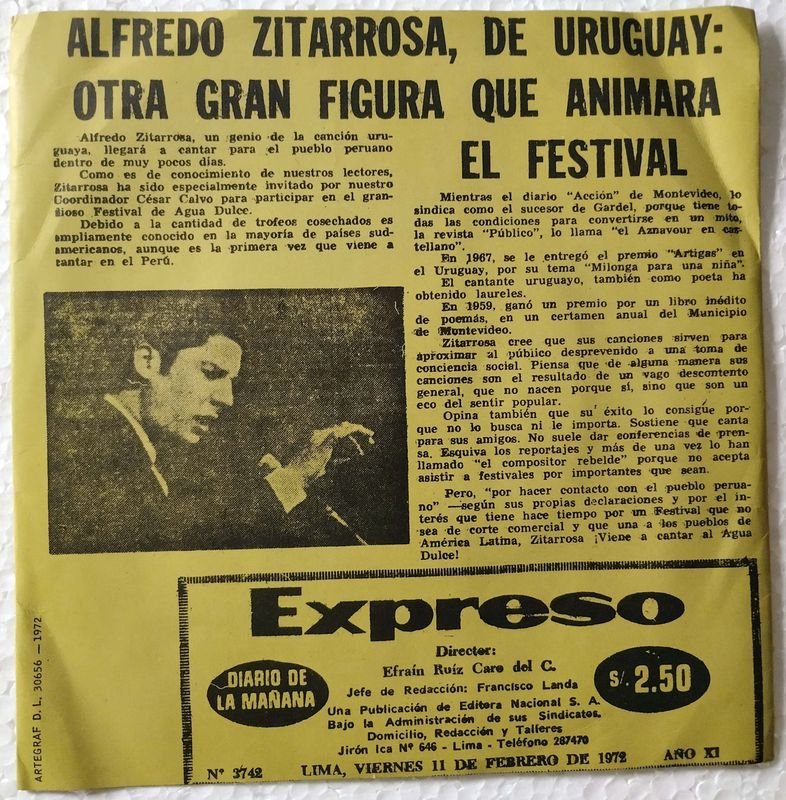 ALFREDO ZITARROSA, DE URUGUAY:
OTRA GRAN FIGURA QUE ANIMARA
EL FESTIVAL
Alfredo Zitarrosa, un genio de la canción uru-
guaya, llegará a cantar para el pueblo peruano
dentro de muy pocos días.
Como es de conocimiento de nuestros lectores,
Zitarrosa ha sido especialmente invitado por nuestro
Coordinador César Calvo para participar en el gran-
dioso Festival de Agua Dulce.
Debido a la cantidad de trofeos cosechados es
ampliamente conocido en la mayoría de países sud-
americanos, aunque es la primera vez que viene a
cantar en el Perú.
Mientras el diario "Acción" de Montevideo, lo
sindica como el sucesor de Gardel, porque tiene to-
das las condiciones para convertirse en un mito,
la revista "Público", lo llama "el Aznavour en cas-
tellano".
En 1967, se le entregó el premio "Artigas" en
el Uruguay, por su tema "Milonga para una niña".
El cantante uruguayo, también como poeta ha
obtenido laureles.
En 1959, ganó un premio por un libro inédito
de poemás, en un certamen anual del Municipio
de Montevideo.
Zitarrosa cree que sus canciones sirven para
aproximar al público desprevenido a una toma de
conciencia social. Piensa que de alguna manera sus
canciones son el resultado de un vago descontento
general, que no nacen porque sí, sino que son un
eco del sentir popular.
Opina también que su éxito lo consigue por-
que no lo busca ni le importa. Sostiene que canta
para sus amigos. No suele dar conferencias de pren-
sa. Esquiva los reportajes y más de una vez lo han
llamado "el compositor rebelde" porque no acepta
asistir a festivales por importantes que sean.
Pero, "por hacer contacto con el pueblo perua-
no" —según sus propias declaraciones y por el in-
terés que tiene hace tiempo por un Festival que no
sea de corte comercial y que una a los pueblos de
América Latina, Zitarrosa ¡Viene a cantar al Agua
Dulce!
Expreso
DIARIO DE
LA MAÑANA
Director:
Efraín Ruíz Caro del C.
Jefe de Redacción: Francisco Landa
Una Publicación de Editora Nacional S. A.
Bajo la Administración de sus Sindicatos.
Domicilio, Redacción y Talleres
Jirón Ica Nº 646 - Lima - Teléfono 287470
S/. 2.50
Nº 3742 LIMA, VIERNES 11 DE FEBRERO DE 1972 AÑO XI
ARTEGRAF D. L. 30656 — 1972